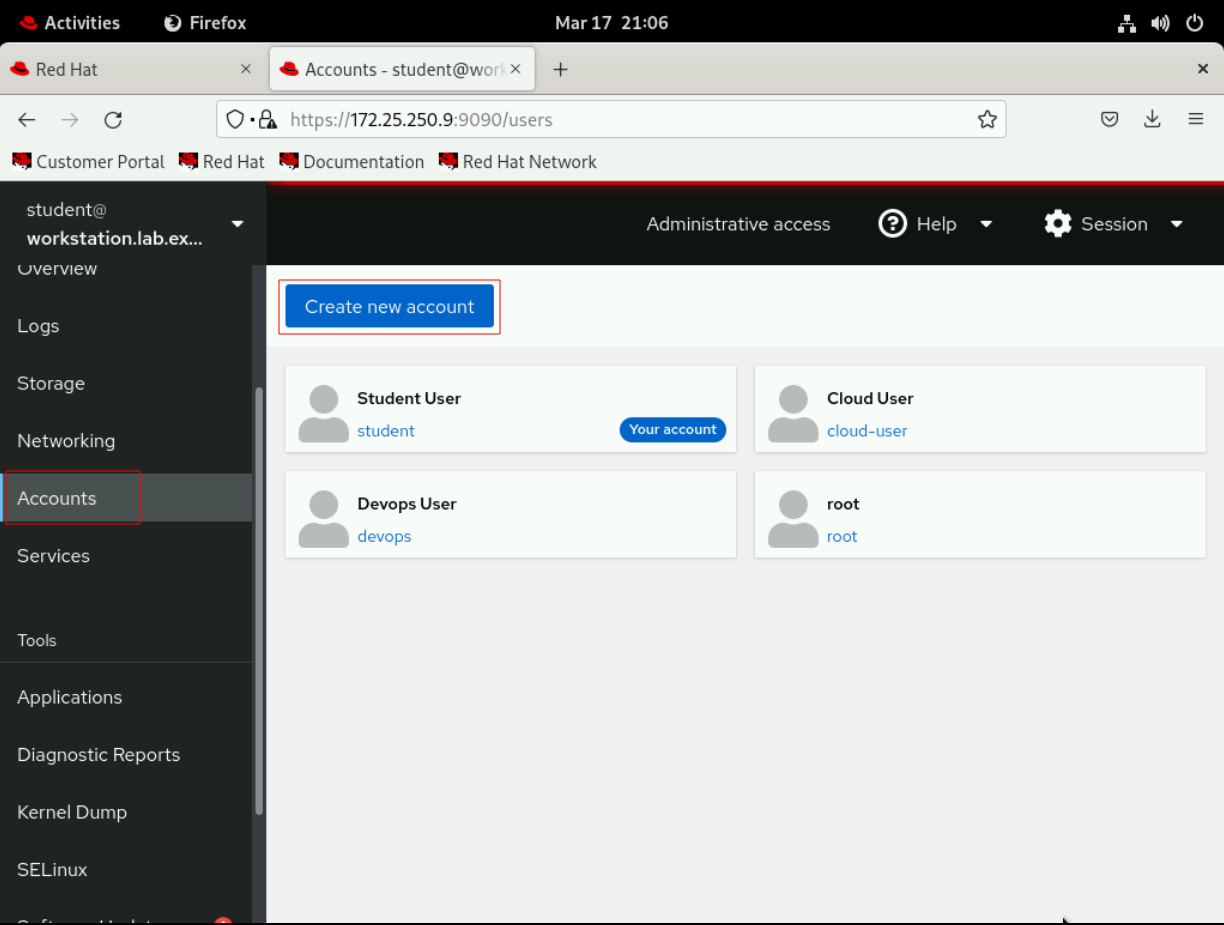 Activities Firefox Mar 17 21:06
Red Hat × Accounts - student@work × +
https://172.25.250.9:9090/users
Customer Portal Red Hat Documentation Red Hat Network
student@
workstation.lab.ex...
Administrative access Help Session
Overview
Create new account
Logs
Storage
Networking
Accounts
Services
Tools
Applications
Diagnostic Reports
Kernel Dump
SELinux
Student User
student
Your account
Cloud User
cloud-user
Devops User
devops
root
root